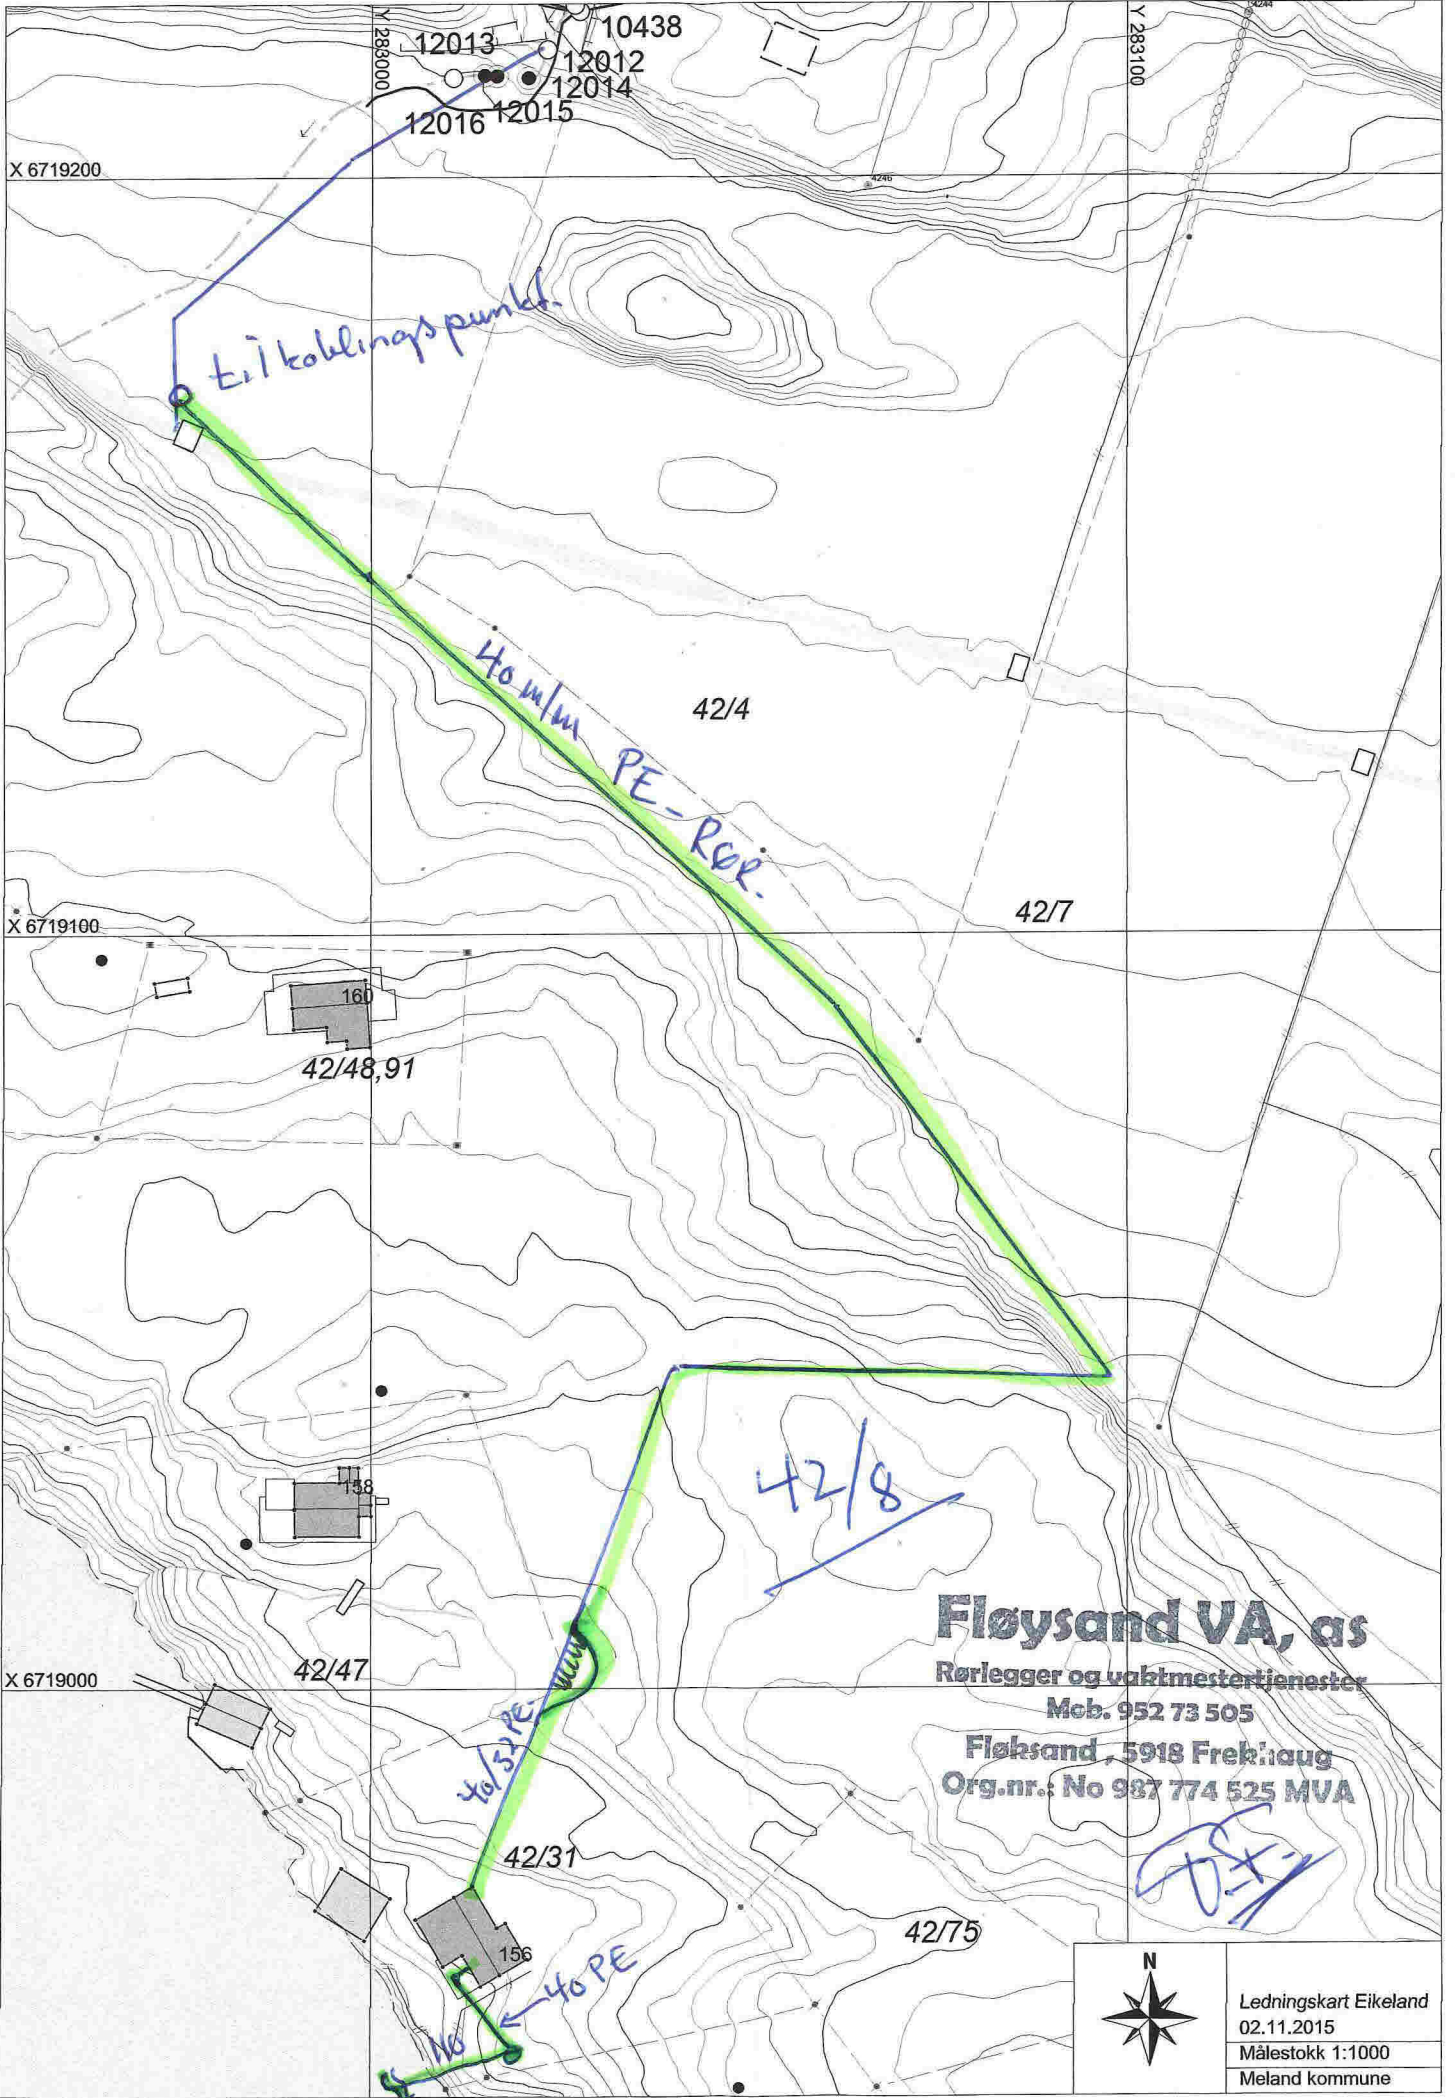 4244
10438
12013
12012
12014
12015
12016
Y 283000
Y 283100
X 6719200
4246
tilkoblingspunkt.
40 m/m PE-RØR.
42/4
42/7
X 6719100
160
42/48,91
42/8
158
42/47
X 6719000
40/32 PE-
42/31
156
40 PE
42/75
Fløysand VA, as
Rørlegger og vaktmestertjenester
Mob. 952 73 505
Fløksand, 5918 Frekhaug
Org.nr.: No 987 774 525 MVA
N
Ledningskart Eikeland
02.11.2015
Målestokk 1:1000
Meland kommune